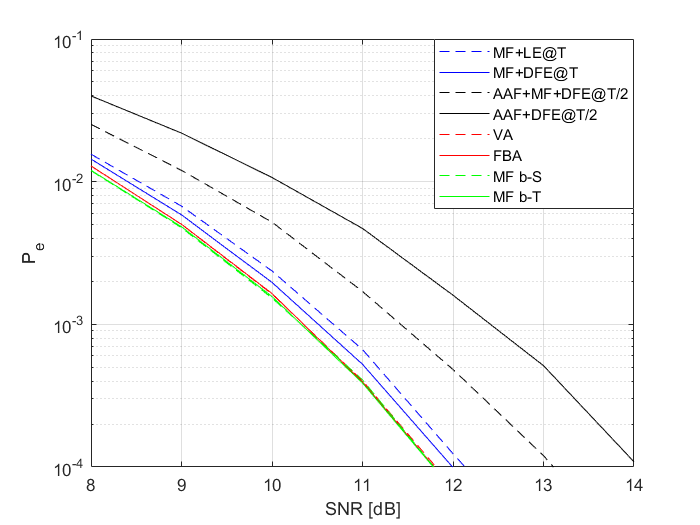 10^-1
10^-2
10^-3
10^-4
P_e
8 9 10 11 12 13 14
SNR [dB]
MF+LE@T
MF+DFE@T
AAF+MF+DFE@T/2
AAF+DFE@T/2
VA
FBA
MF b-S
MF b-T